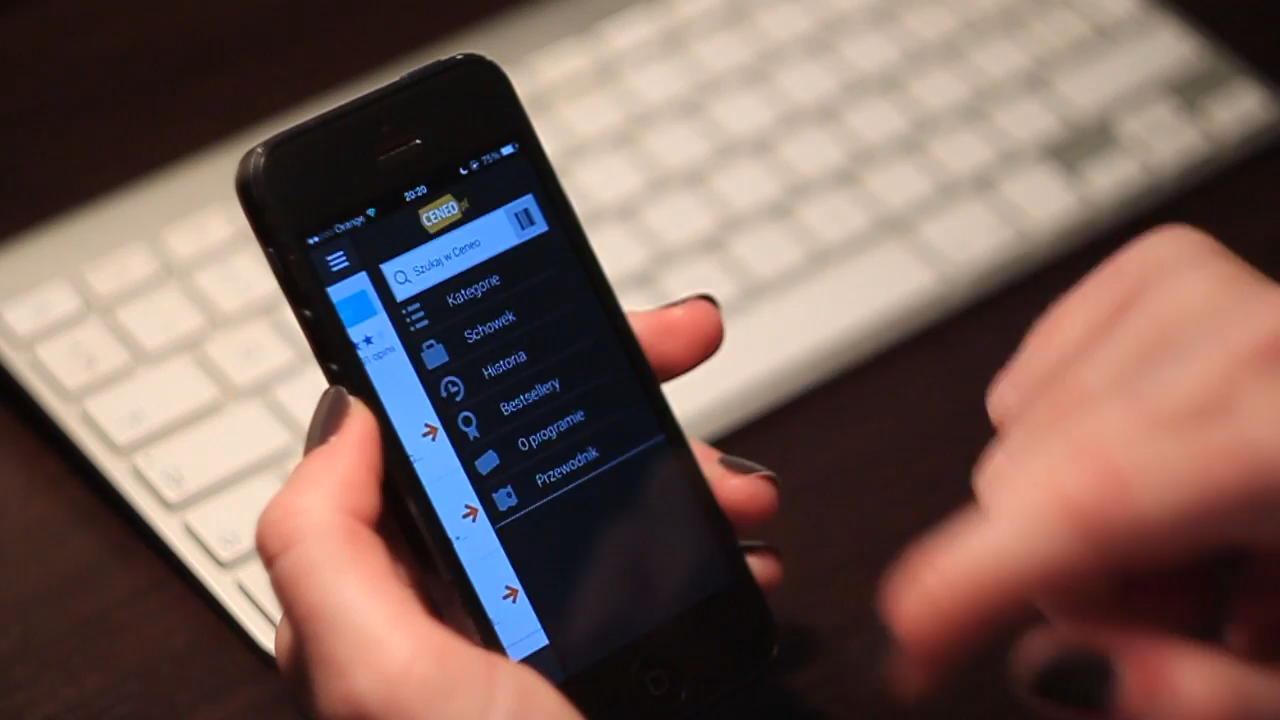 Orange 20:20 75%
CENEO.pl
Szukaj w Ceneo
Kategorie
Schowek
Historia
Bestsellery
O programie
Przewodnik